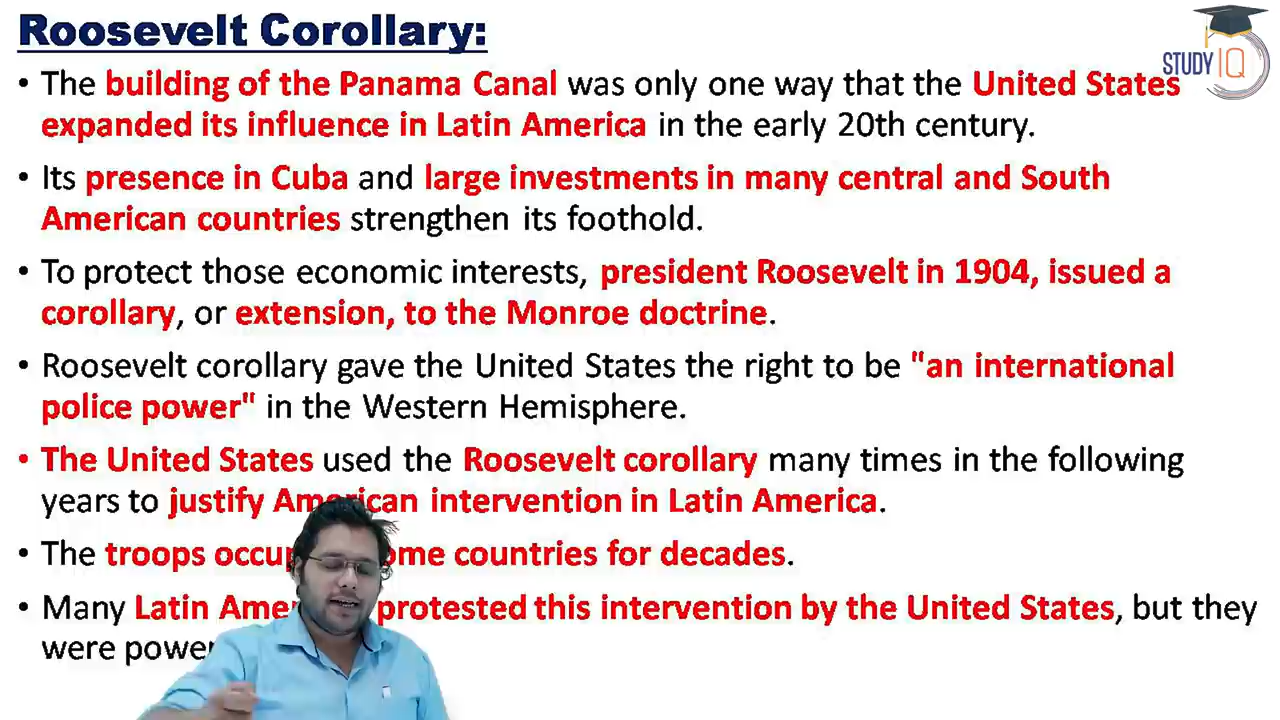 Roosevelt Corollary:
STUDY IQ
• The building of the Panama Canal was only one way that the United States
expanded its influence in Latin America in the early 20th century.
• Its presence in Cuba and large investments in many central and South
American countries strengthen its foothold.
• To protect those economic interests, president Roosevelt in 1904, issued a
corollary, or extension, to the Monroe doctrine.
• Roosevelt corollary gave the United States the right to be "an international
police power" in the Western Hemisphere.
• The United States used the Roosevelt corollary many times in the following
years to justify American intervention in Latin America.
• The troops countries for decades.
• Many Latin protested this intervention by the United States, but they
were